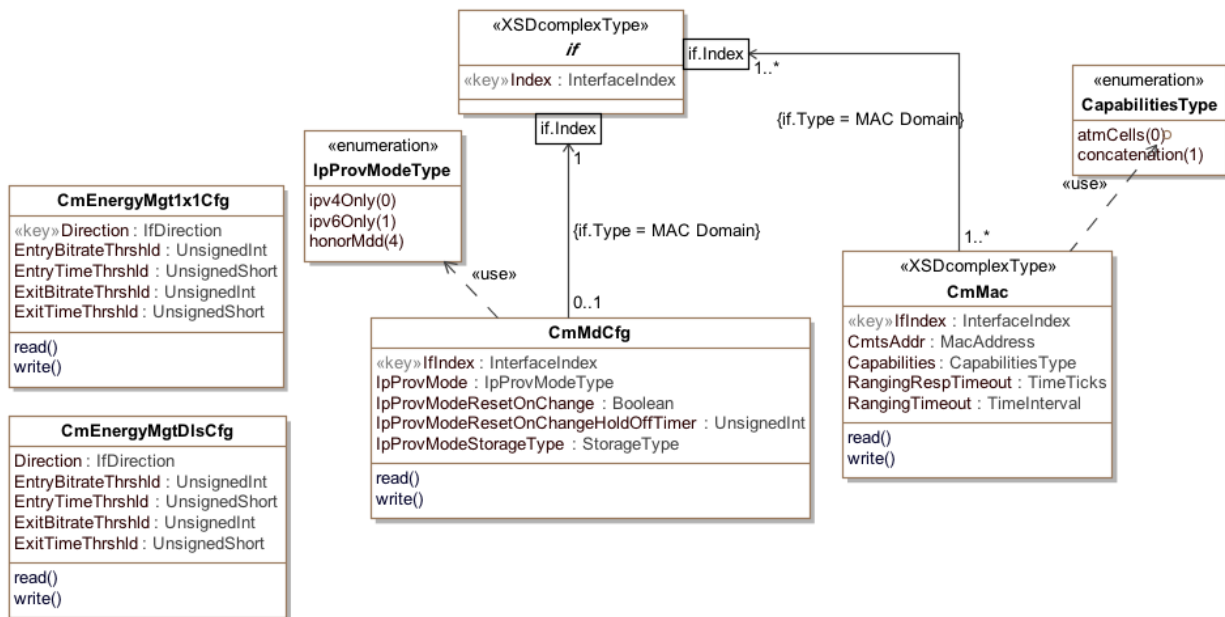 «XSDcomplexType»
if
«key»Index : InterfaceIndex
if.Index
1..*
if.Index
1
{if.Type = MAC Domain}
{if.Type = MAC Domain}
«enumeration»
CapabilitiesType
atmCells(0)
concatenation(1)
«use»
«enumeration»
IpProvModeType
ipv4Only(0)
ipv6Only(1)
honorMdd(4)
«use»
0..1
1..*
CmEnergyMgt1x1Cfg
«key»Direction : IfDirection
EntryBitrateThrshld : UnsignedInt
EntryTimeThrshld : UnsignedShort
ExitBitrateThrshld : UnsignedInt
ExitTimeThrshld : UnsignedShort
read()
write()
CmMdCfg
«key»IfIndex : InterfaceIndex
IpProvMode : IpProvModeType
IpProvModeResetOnChange : Boolean
IpProvModeResetOnChangeHoldOffTimer : UnsignedInt
IpProvModeStorageType : StorageType
read()
write()
«XSDcomplexType»
CmMac
«key»IfIndex : InterfaceIndex
CmtsAddr : MacAddress
Capabilities : CapabilitiesType
RangingRespTimeout : TimeTicks
RangingTimeout : TimeInterval
read()
write()
CmEnergyMgtDlsCfg
Direction : IfDirection
EntryBitrateThrshld : UnsignedInt
EntryTimeThrshld : UnsignedShort
ExitBitrateThrshld : UnsignedInt
ExitTimeThrshld : UnsignedShort
read()
write()